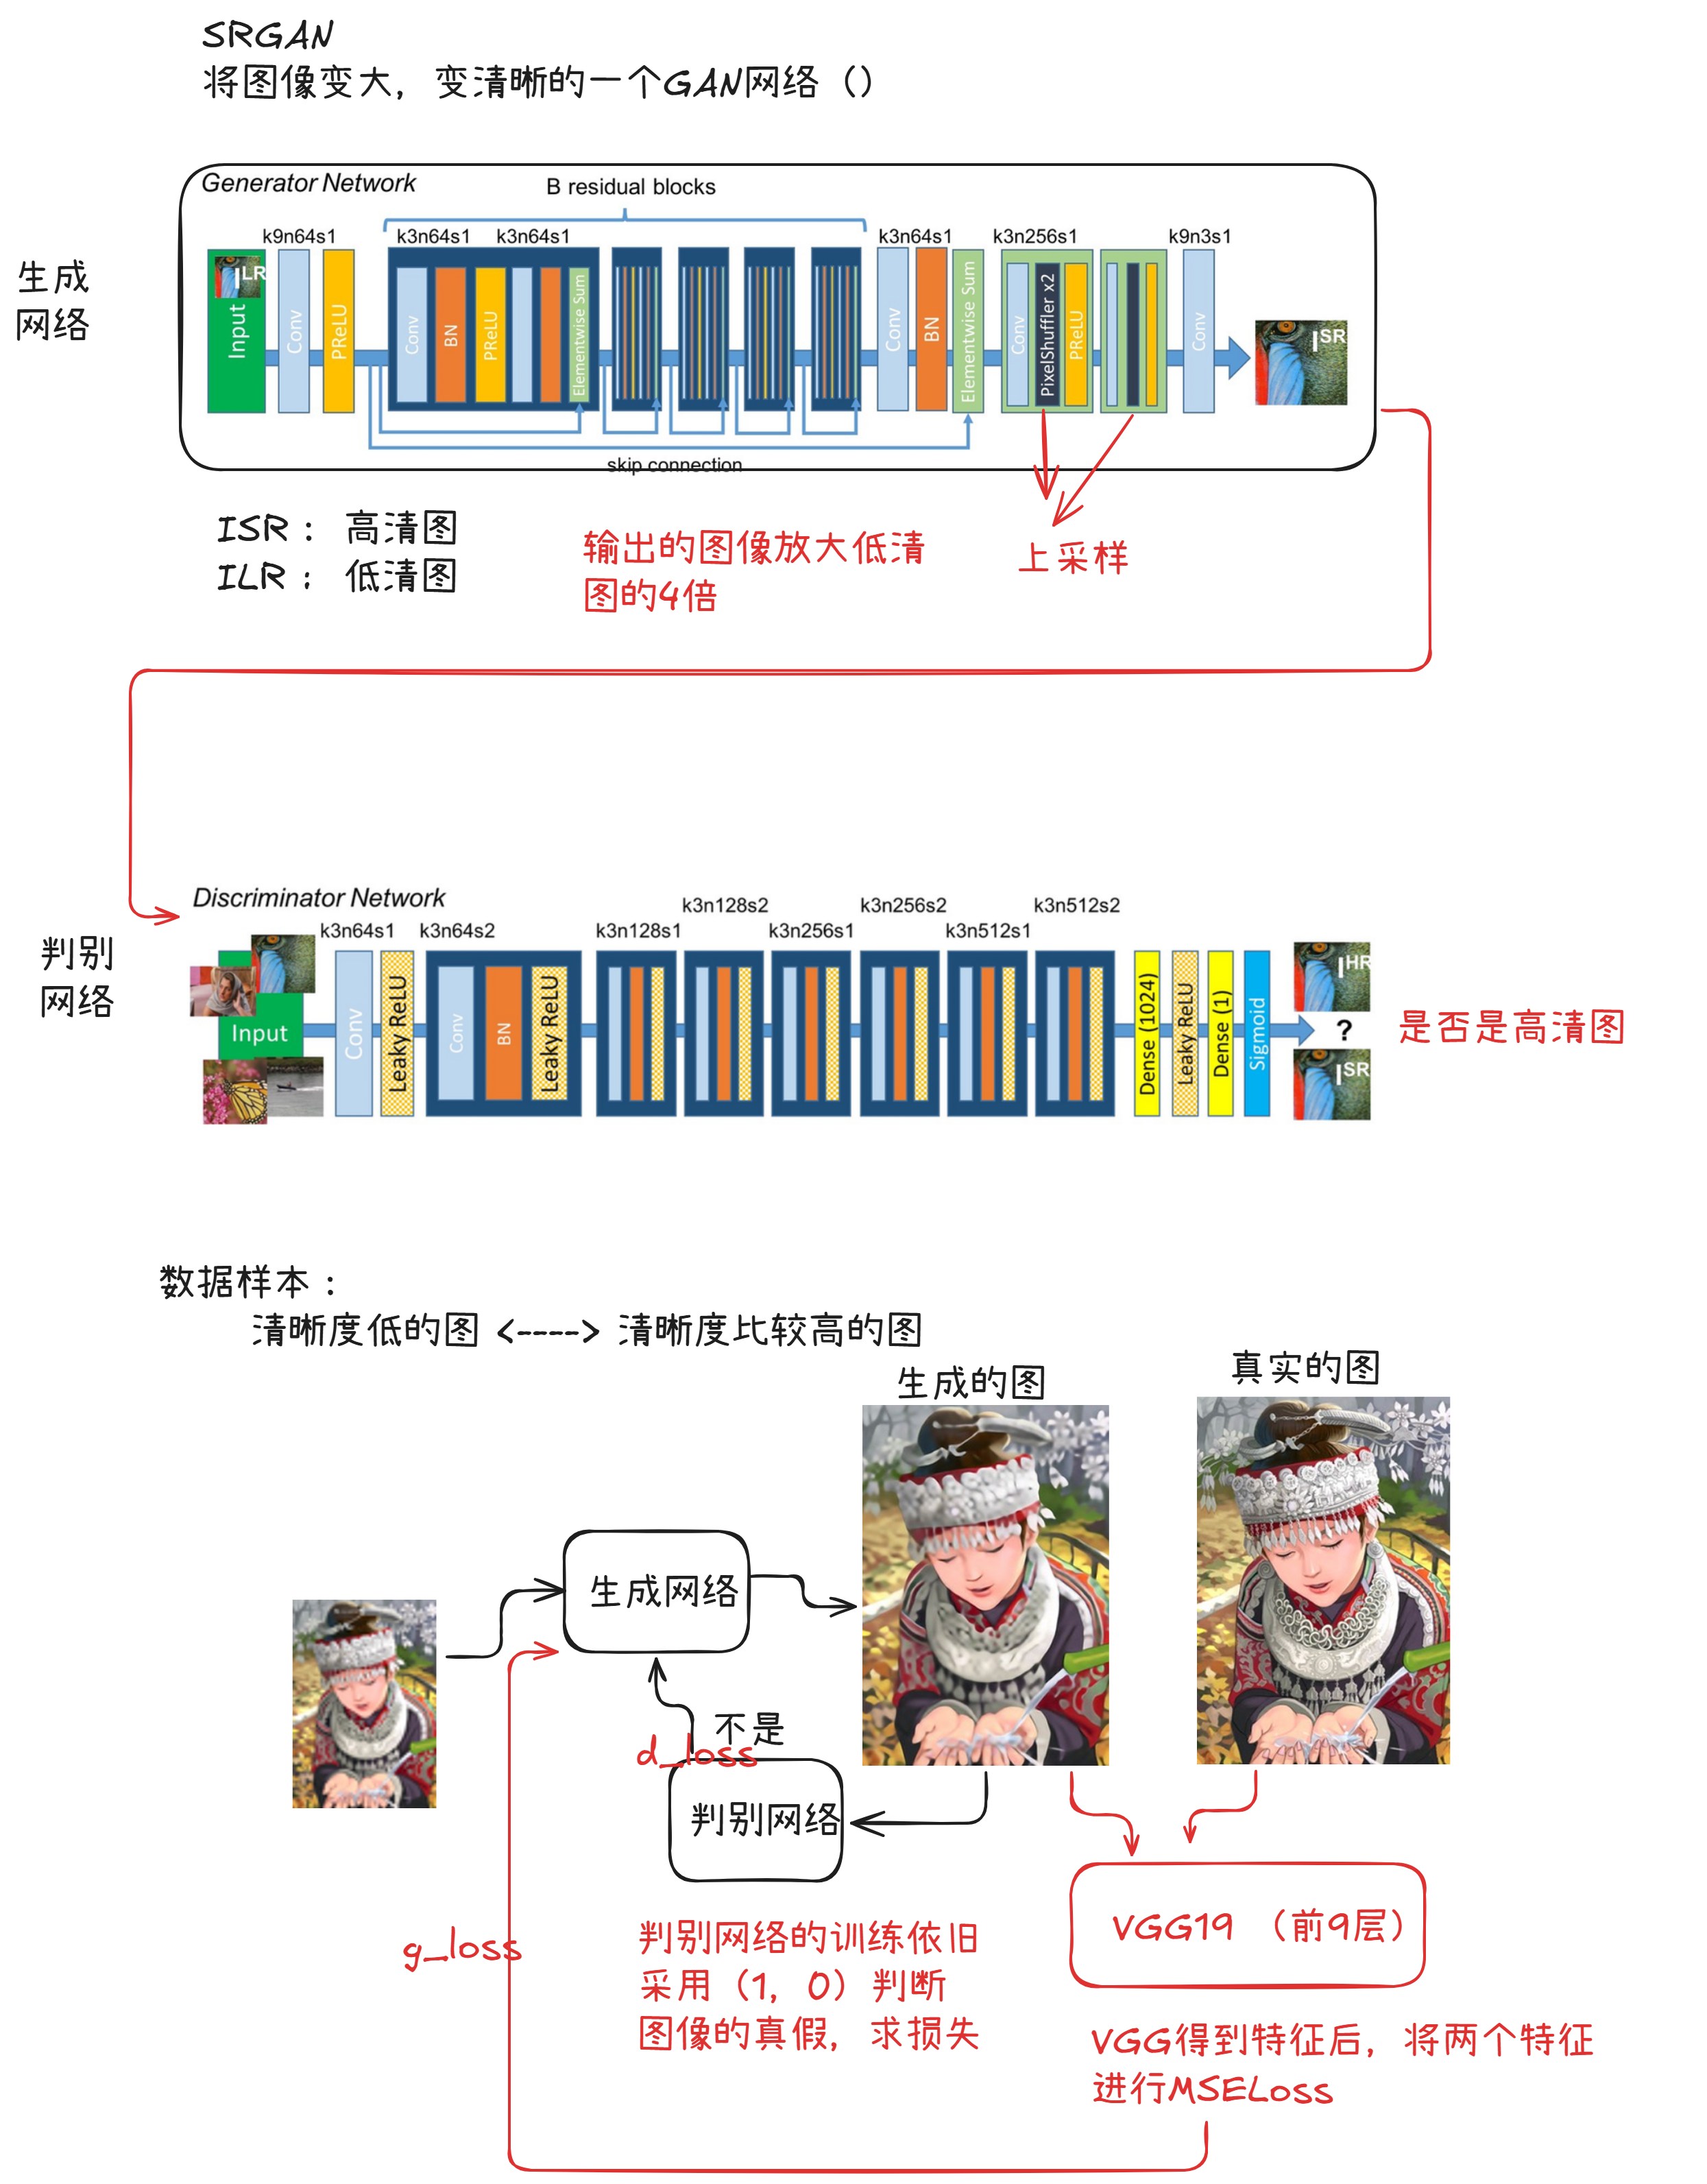 SRGAN
将图像变大，变清晰的一个GAN网络（）
生成
网络
Generator Network
B residual blocks
k9n64s1
k3n64s1
k3n64s1
k3n64s1
k3n256s1
k9n3s1
I LR
Input
Conv
PReLU
Conv
BN
PReLU
Elementwise Sum
Conv
BN
Elementwise Sum
Conv
PixelShuffler x2
PReLU
Conv
I SR
skip connection
ISR： 高清图
ILR； 低清图
输出的图像放大低清
图的4倍
上采样
判别
网络
Discriminator Network
k3n64s1
k3n64s2
k3n128s1
k3n128s2
k3n256s1
k3n256s2
k3n512s1
k3n512s2
Input
Conv
Leaky ReLU
Conv
BN
Leaky ReLU
Dense (1024)
Leaky ReLU
Dense (1)
Sigmoid
I HR
?
I SR
是否是高清图
数据样本：
清晰度低的图 <----> 清晰度比较高的图
生成的图
真实的图
生成网络
不是
d_loss
判别网络
g_loss
判别网络的训练依旧
采用（1，0）判断
图像的真假，求损失
VGG19 （前9层）
VGG得到特征后，将两个特征
进行MSELoss